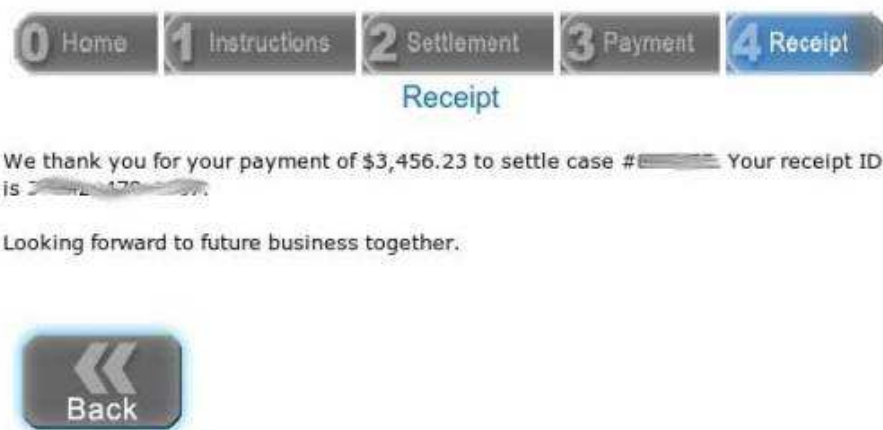 0 Home 1 Instructions 2 Settlement 3 Payment 4 Receipt
Receipt
We thank you for your payment of $3,456.23 to settle case # Your receipt ID
is
Looking forward to future business together.
Back